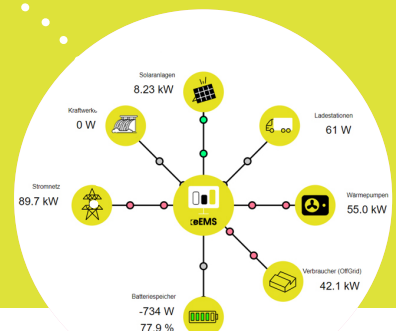 Solaranlagen
8.23 kW
Kraftwerke
0 W
Ladestationen
61 W
Stromnetz
89.7 kW
Wärmepumpen
55.0 kW
eEMS
Verbraucher (OffGrid)
42.1 kW
Batteriespeicher
-734 W
77.9 %